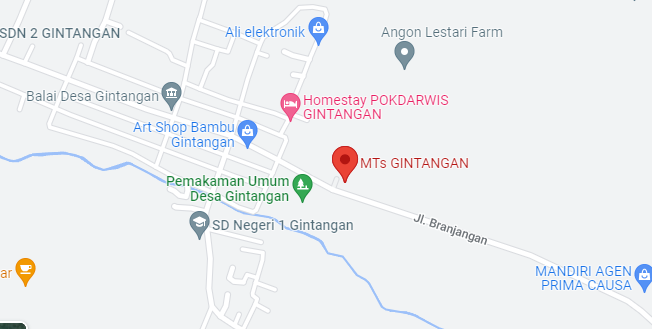 SDN 2 GINTANGAN
Ali elektronik
Angon Lestari Farm
Balai Desa Gintangan
Homestay POKDARWIS
GINTANGAN
Art Shop Bambu
Gintangan
MTs GINTANGAN
Pemakaman Umum
Desa Gintangan
SD Negeri 1 Gintangan
Jl. Branjangan
ar
MANDIRI AGEN
PRIMA CAUSA